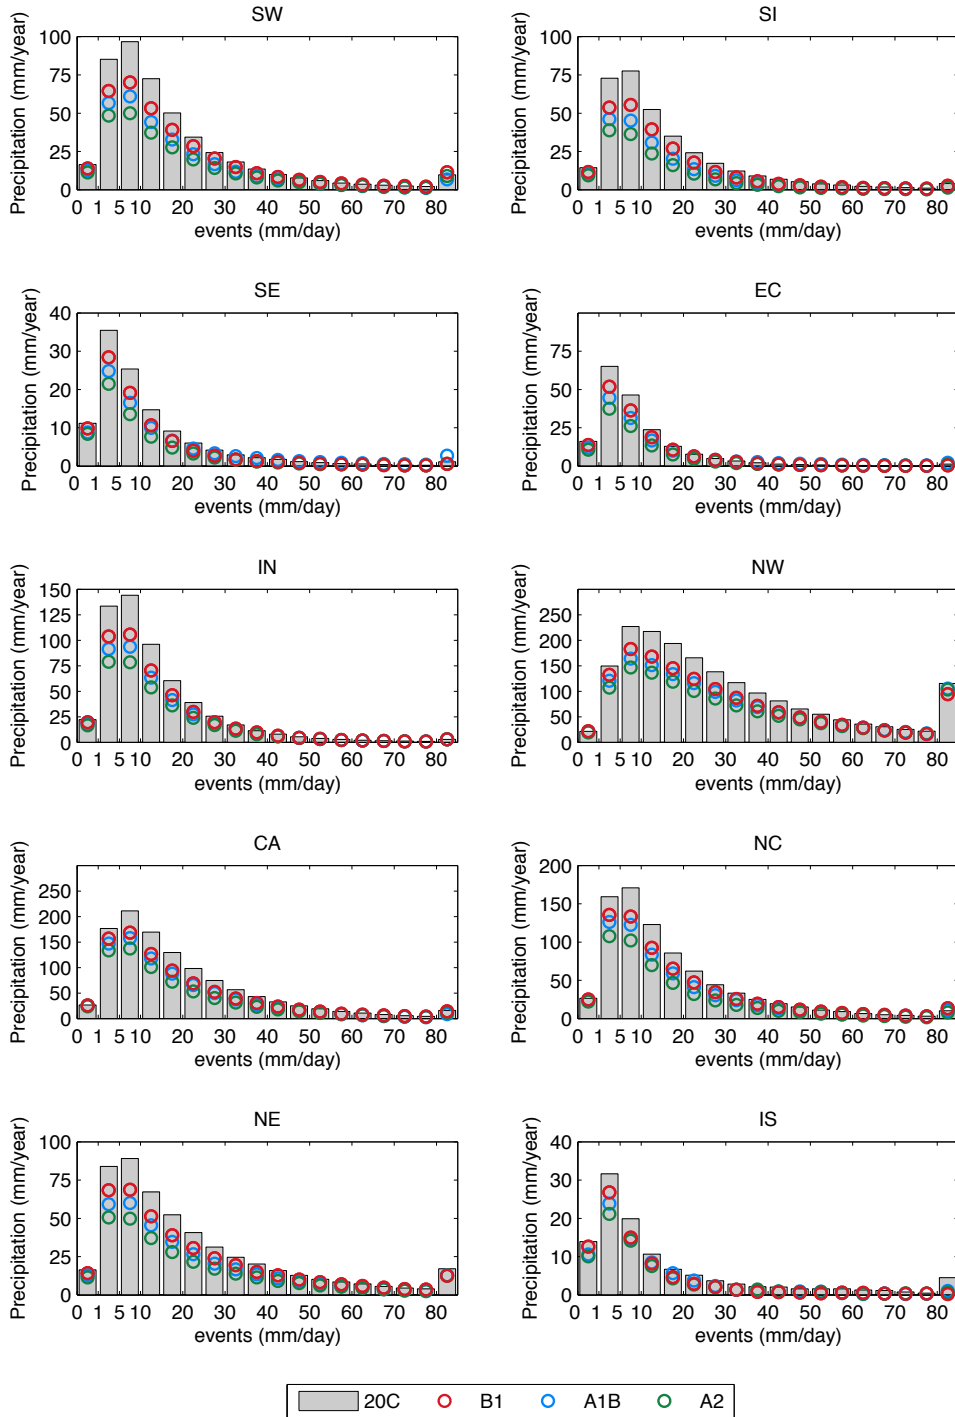 SW
Precipitation (mm/year)
100
75
50
25
0
0 1 5 10 20 30 40 50 60 70 80
events (mm/day)
SI
Precipitation (mm/year)
100
75
50
25
0
0 1 5 10 20 30 40 50 60 70 80
events (mm/day)
SE
Precipitation (mm/year)
40
30
20
10
0
0 1 5 10 20 30 40 50 60 70 80
events (mm/day)
EC
Precipitation (mm/year)
75
50
25
0
0 1 5 10 20 30 40 50 60 70 80
events (mm/day)
IN
Precipitation (mm/year)
150
125
100
75
50
25
0
0 1 5 10 20 30 40 50 60 70 80
events (mm/day)
NW
Precipitation (mm/year)
250
200
150
100
50
0
0 1 5 10 20 30 40 50 60 70 80
events (mm/day)
CA
Precipitation (mm/year)
250
200
150
100
50
0
0 1 5 10 20 30 40 50 60 70 80
events (mm/day)
NC
Precipitation (mm/year)
200
150
100
50
0
0 1 5 10 20 30 40 50 60 70 80
events (mm/day)
NE
Precipitation (mm/year)
100
75
50
25
0
0 1 5 10 20 30 40 50 60 70 80
events (mm/day)
IS
Precipitation (mm/year)
40
30
20
10
0
0 1 5 10 20 30 40 50 60 70 80
events (mm/day)
20C B1 A1B A2